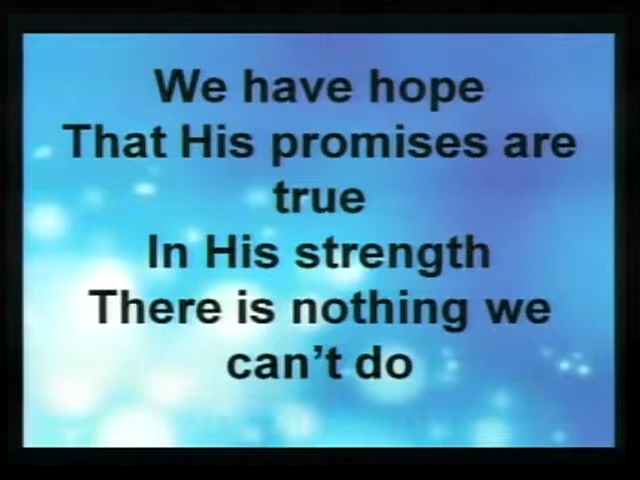 We have hope
That His promises are
true
In His strength
There is nothing we
can't do